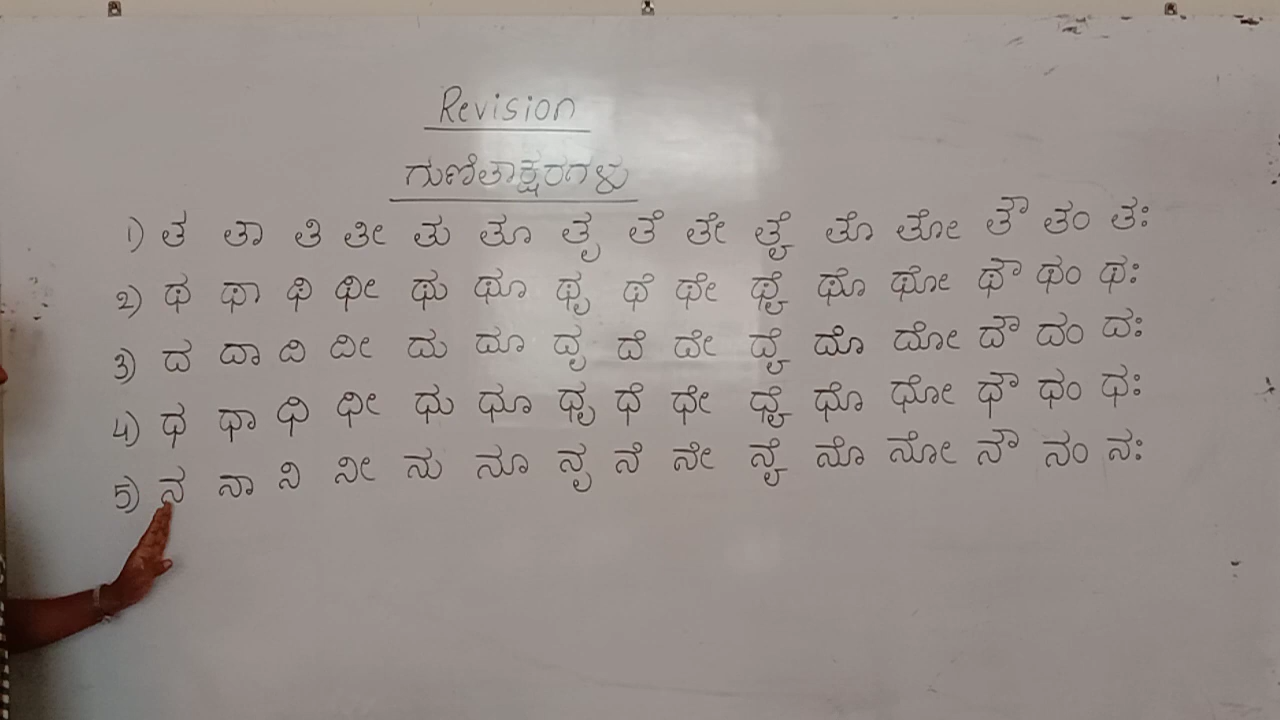 Revision
ಗುಣಿತಾಕ್ಷರಗಳು
1) ತ ತಾ ತಿ ತೀ ತು ತೂ ತೃ ತೆ ತೇ ತೈ ತೊ ತೋ ತೌ ತಂ ತಃ
2) ಥ ಥಾ ಥಿ ಥೀ ಥು ಥೂ ಥೃ ಥೆ ಥೇ ಥೈ ಥೊ ಥೋ ಥೌ ಥಂ ಥಃ
3) ದ ದಾ ದಿ ದೀ ದು ದೂ ದೃ ದೆ ದೇ ದೈ ದೊ ದೋ ದೌ ದಂ ದಃ
4) ಧ ಧಾ ಧಿ ಧೀ ಧು ಧೂ ಧೃ ಧೆ ಧೇ ಧೈ ಧೊ ಧೋ ಧೌ ಧಂ ಧಃ
5) ನ ನಾ ನಿ ನೀ ನು ನೂ ನೃ ನೆ ನೇ ನೈ ನೊ ನೋ ನೌ ನಂ ನಃ